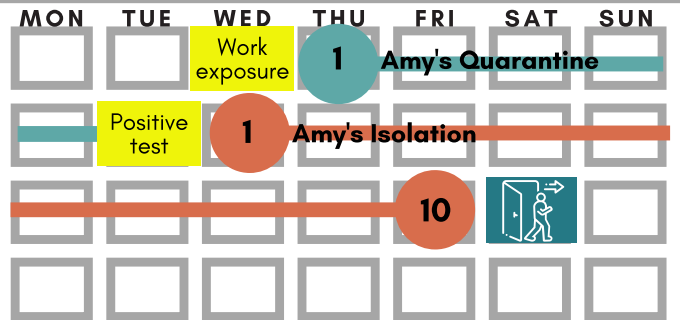 MON TUE WED THU FRI SAT SUN
Work
exposure
1 Amy's Quarantine
Positive
test
1 Amy's Isolation
10